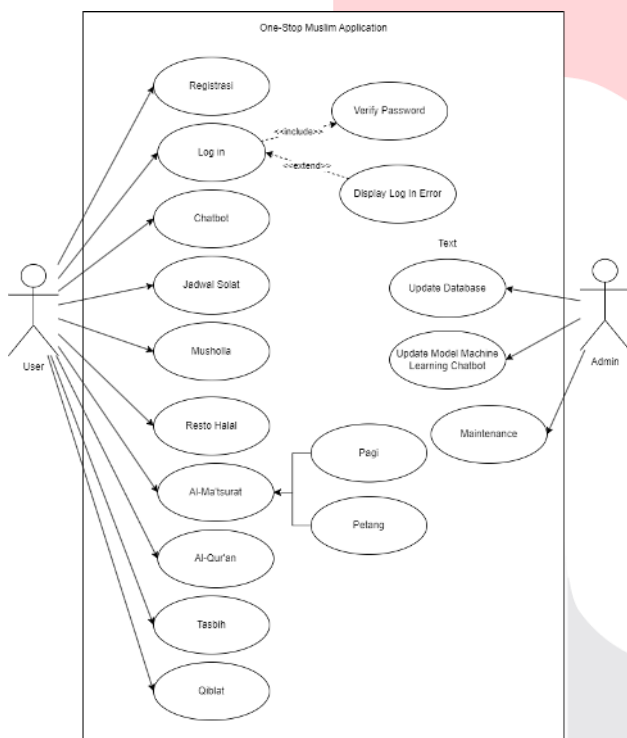 One-Stop Muslim Application
Registrasi
Verify Password
<<include>>
Log in
<<extend>>
Display Log In Error
Chatbot
Text
Jadwal Solat
Update Database
User
Admin
Musholla
Update Model Machine
Learning Chatbot
Resto Halal
Maintenance
Pagi
Al-Ma'tsurat
Petang
Al-Qur'an
Tasbih
Qiblat